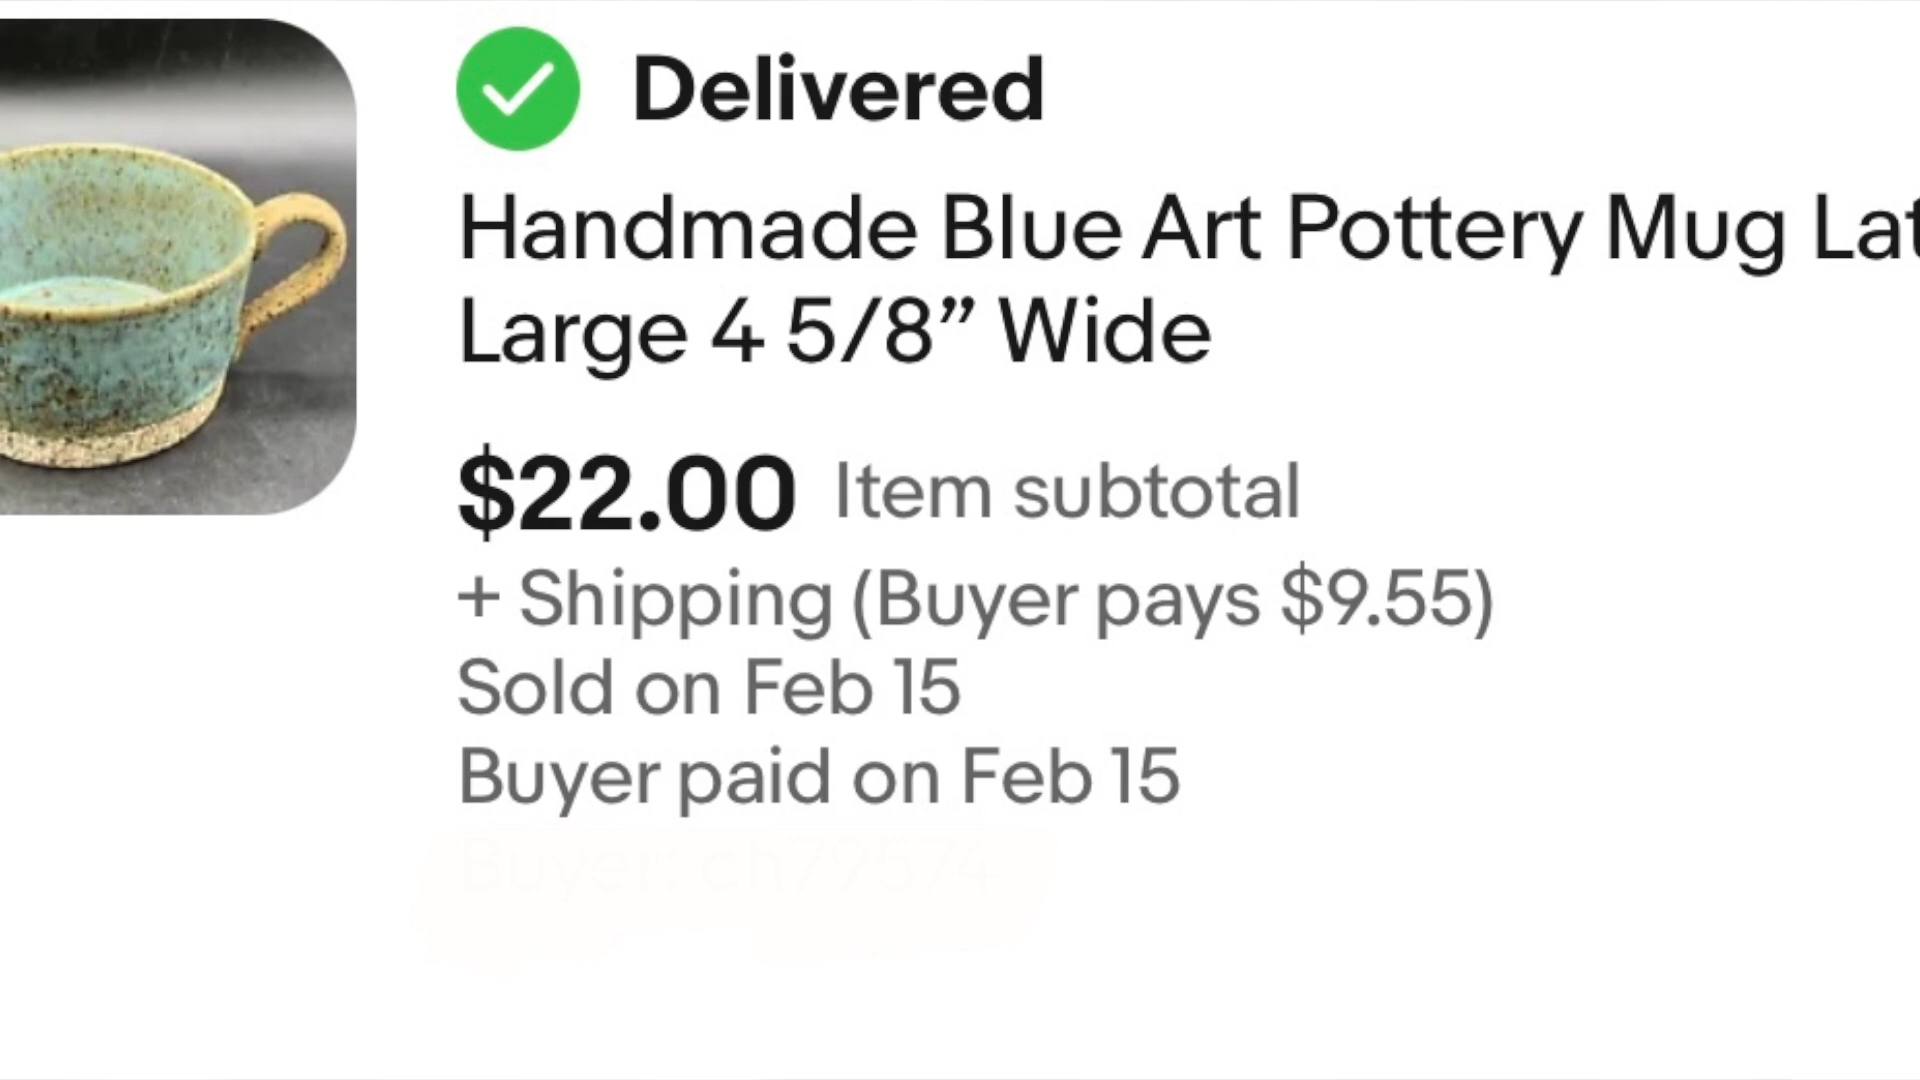 Delivered
Handmade Blue Art Pottery Mug Lat
Large 4 5/8” Wide
$22.00 Item subtotal
+ Shipping (Buyer pays $9.55)
Sold on Feb 15
Buyer paid on Feb 15